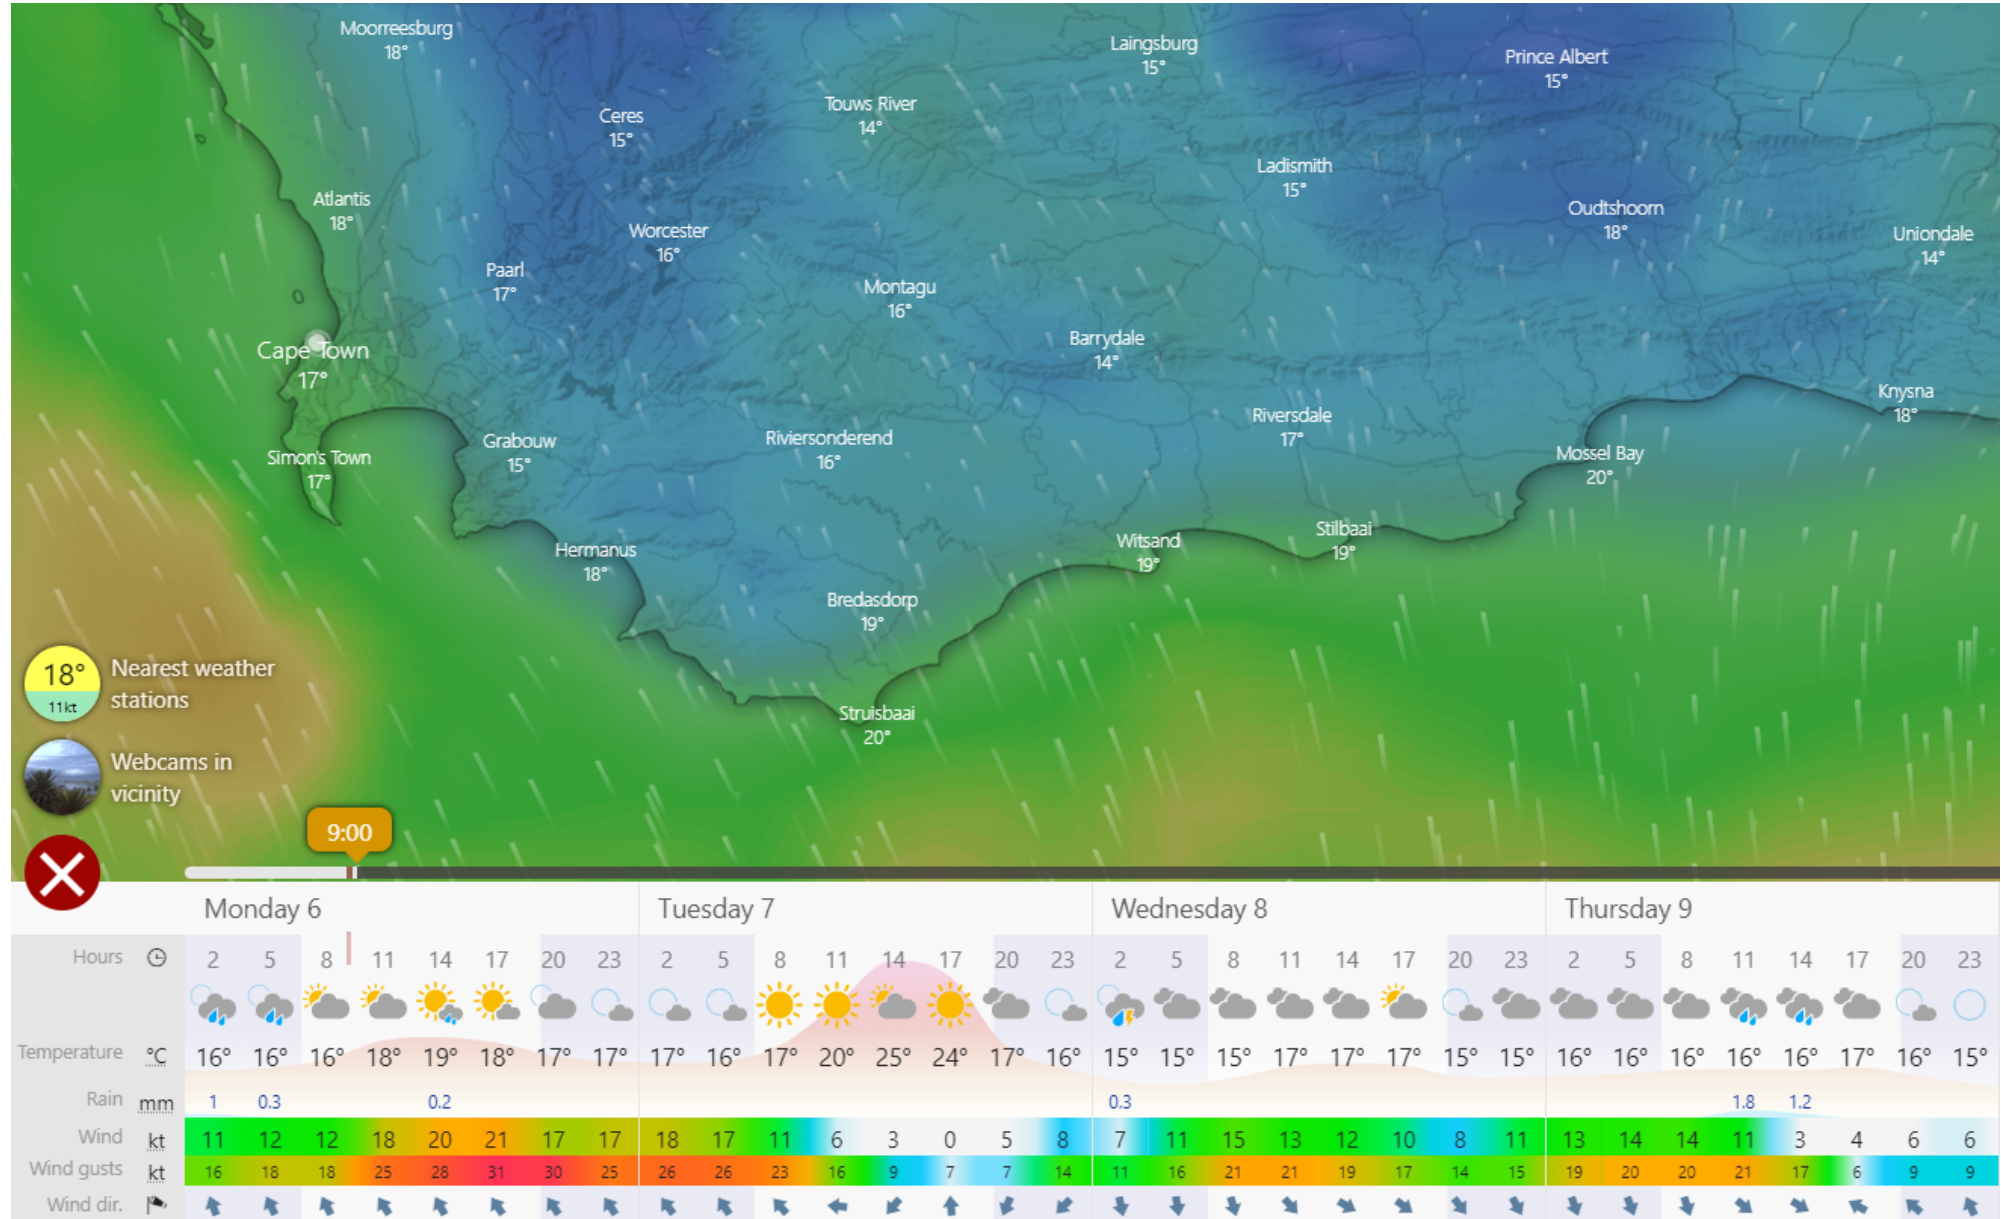 Moorreesburg
18°
Laingsburg
15°
Prince Albert
15°
Ceres
15°
Touws River
14°
Ladismith
15°
Atlantis
18°
Oudtshoorn
18°
Worcester
16°
Uniondale
14°
Paarl
17°
Montagu
16°
Cape Town
17°
Barrydale
14°
Knysna
18°
Riversdale
17°
Grabouw
15°
Riviersonderend
16°
Simon's Town
17°
Mossel Bay
20°
Hermanus
18°
Witsand
19°
Stilbaai
19°
Bredasdorp
19°
Struisbaai
20°
18°
11kt
Nearest weather
stations
Webcams in
vicinity
9:00
Monday 6 Tuesday 7 Wednesday 8 Thursday 9
Hours 2 5 8 11 14 17 20 23 2 5 8 11 14 17 20 23 2 5 8 11 14 17 20 23 2 5 8 11 14 17 20 23
Temperature °C 16° 16° 16° 18° 19° 18° 17° 17° 17° 16° 17° 20° 25° 24° 17° 16° 15° 15° 15° 17° 17° 17° 15° 15° 16° 16° 16° 16° 16° 17° 16° 15°
Rain mm 1 0.3 0.2 0.3 1.8 1.2
Wind kt 11 12 12 18 20 21 17 17 18 17 11 6 3 0 5 8 7 11 15 13 12 10 8 11 13 14 14 11 3 4 6 6
Wind gusts kt 16 18 18 25 28 31 30 25 26 26 23 16 9 7 7 14 11 16 21 21 19 17 14 15 19 20 20 21 17 6 9 9
Wind dir.